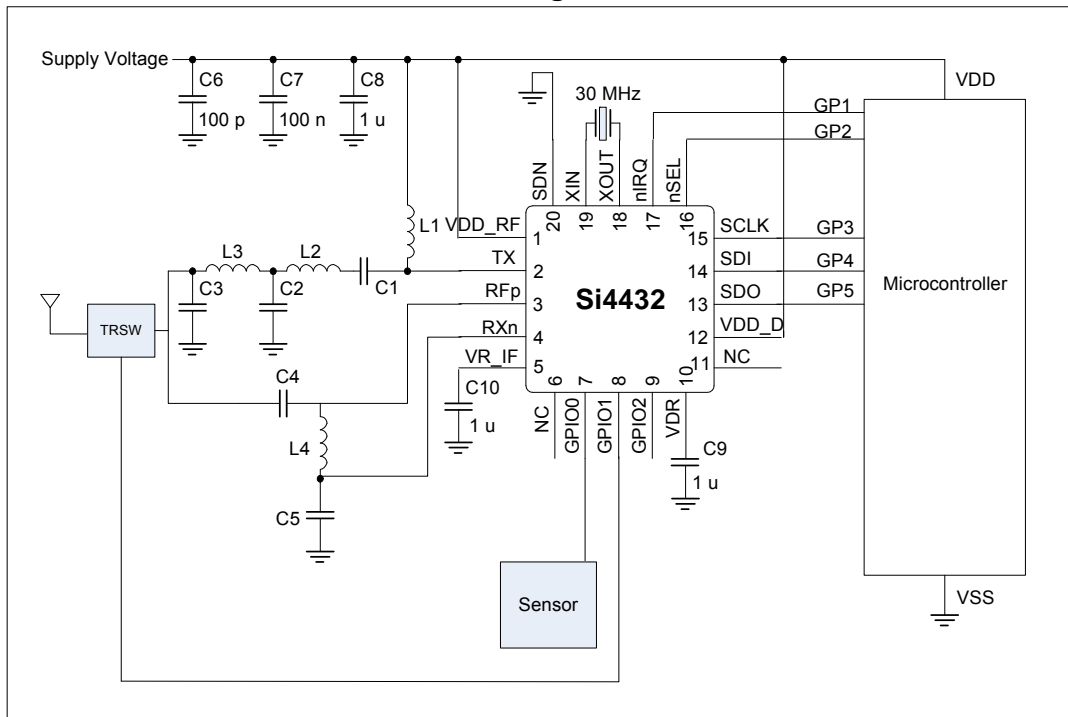 Supply Voltage
C6
100 p
C7
100 n
C8
1 u
30 MHz
VDD
GP1
GP2
SDN
XIN
XOUT
nIRQ
nSEL
20
19
18
17
16
L1
VDD_RF
1
TX
2
RFp
3
RXn
4
VR_IF
5
Si4432
SCLK
15
GP3
SDI
14
GP4
SDO
13
GP5
VDD_D
12
NC
11
Microcontroller
L3
L2
C3
C2
C1
TRSW
C4
L4
C5
C10
1 u
6
7
8
9
10
NC
GPIO0
GPIO1
GPIO2
VDR
C9
1 u
Sensor
VSS